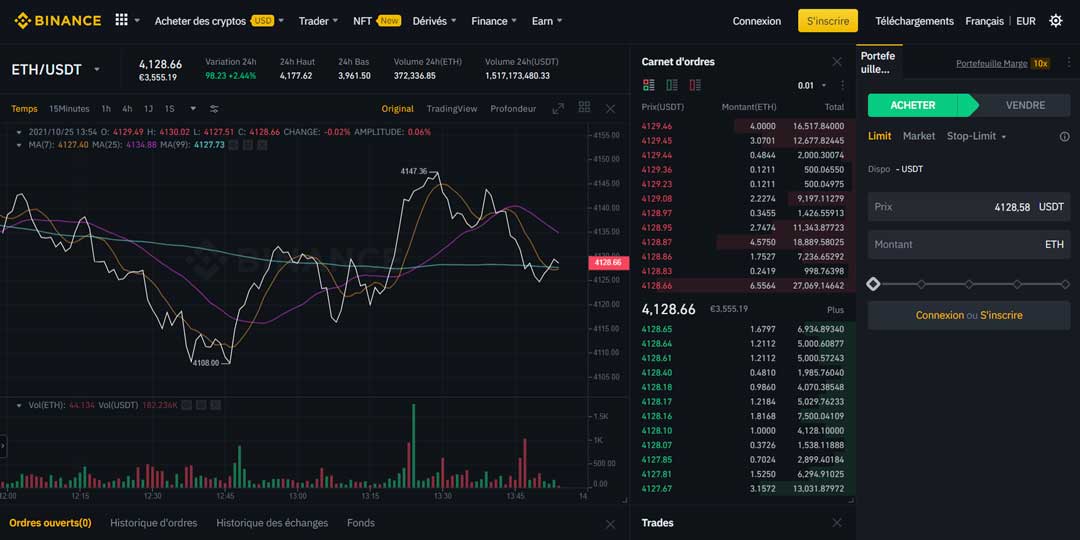 BINANCE Acheter des cryptos USD Trader NFT New Dérivés Finance Earn Connexion S'inscrire Téléchargements Français EUR
ETH/USDT
4,128.66
€3,555.19
Variation 24h
98.23 +2.44%
24h Haut
4,177.62
24h Bas
3,961.50
Volume 24h(ETH)
372,336.85
Volume 24h(USDT)
1,517,173,480.33
Temps 15Minutes 1h 4h 1J 1S Original TradingView Profondeur
2021/10/25 13:54 O: 4129.49 H: 4130.02 L: 4127.51 C: 4128.66 CHANGE: -0.02% AMPLITUDE: 0.06%
MA(7): 4127.40 MA(25): 4134.88 MA(99): 4127.73
4155.00
4150.00
4147.36
4145.00
4140.00
4135.00
BINANCE
4128.66
4125.00
4120.00
4115.00
4110.00
4108.00
4105.00
Vol(ETH): 44.134 Vol(USDT) 182.236K
1.5K
1K
500.00
0.00
12:00 12:15 12:30 12:45 13:00 13:15 13:30 13:45 14
Ordres ouverts(0) Historique d'ordres Historique des échanges Fonds
Carnet d'ordres
0.01
Prix(USDT) Montant(ETH) Total
4129.46 4.0000 16,517.84000
4129.45 3.0701 12,677.82445
4129.44 0.4844 2,000.30074
4129.36 0.1211 500.06550
4129.23 0.1211 500.04975
4129.08 2.2274 9,197.11279
4128.97 0.3455 1,426.55913
4128.95 2.7474 11,343.87723
4128.87 4.5750 18,889.58025
4128.86 1.7527 7,236.65292
4128.83 0.2419 998.76398
4128.66 6.5564 27,069.14642
4,128.66 €3,555.19 Plus
4128.65 1.6797 6,934.89340
4128.64 1.2112 5,000.60877
4128.61 1.2112 5,000.57243
4128.40 0.4810 1,985.76040
4128.18 0.9860 4,070.38548
4128.17 1.2184 5,029.76233
4128.16 1.8168 7,500.04109
4128.10 1.0000 4,128.10000
4128.07 0.3726 1,538.11888
4127.85 0.7024 2,899.40184
4127.81 1.5250 6,294.91025
4127.67 3.1572 13,031.87972
Trades
Portefe
uille...
Portefeuille Marge 10x
ACHETER VENDRE
Limit Market Stop-Limit
Dispo - USDT
Prix 4128,58 USDT
Montant ETH
Connexion ou S'inscrire